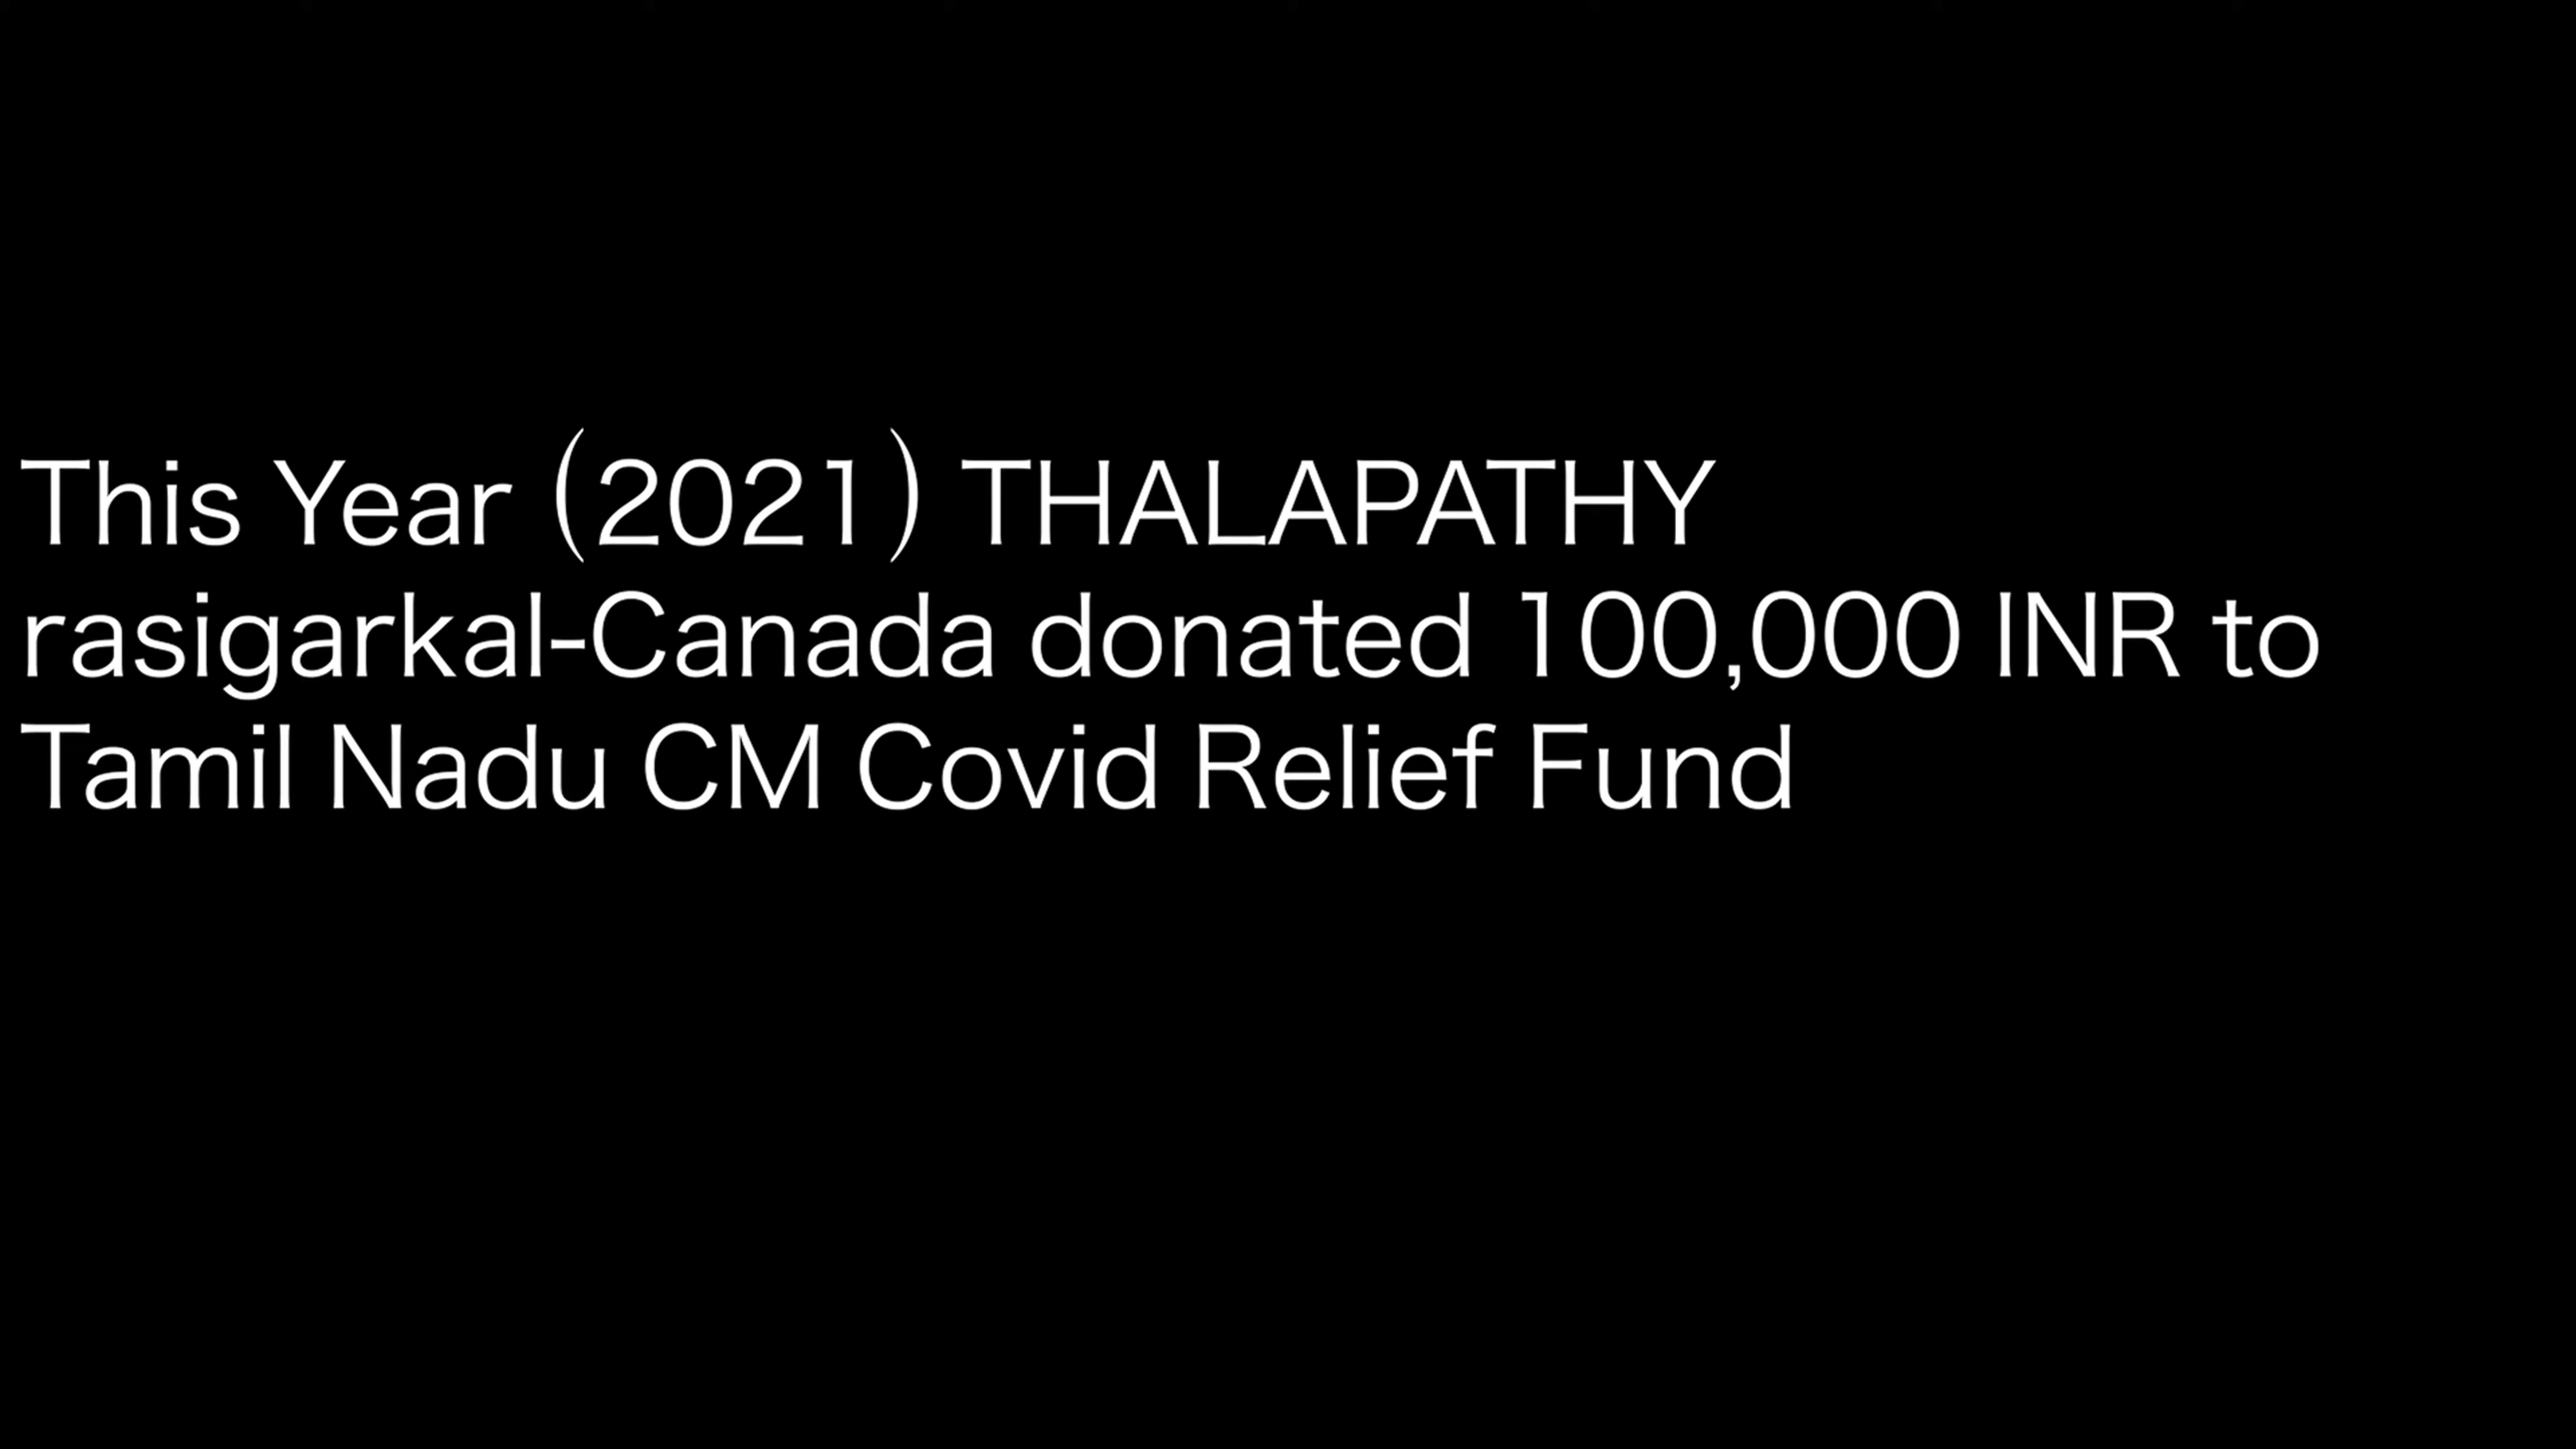 This Year (2021) THALAPATHY
rasigarkal-Canada donated 100,000 INR to
Tamil Nadu CM Covid Relief Fund